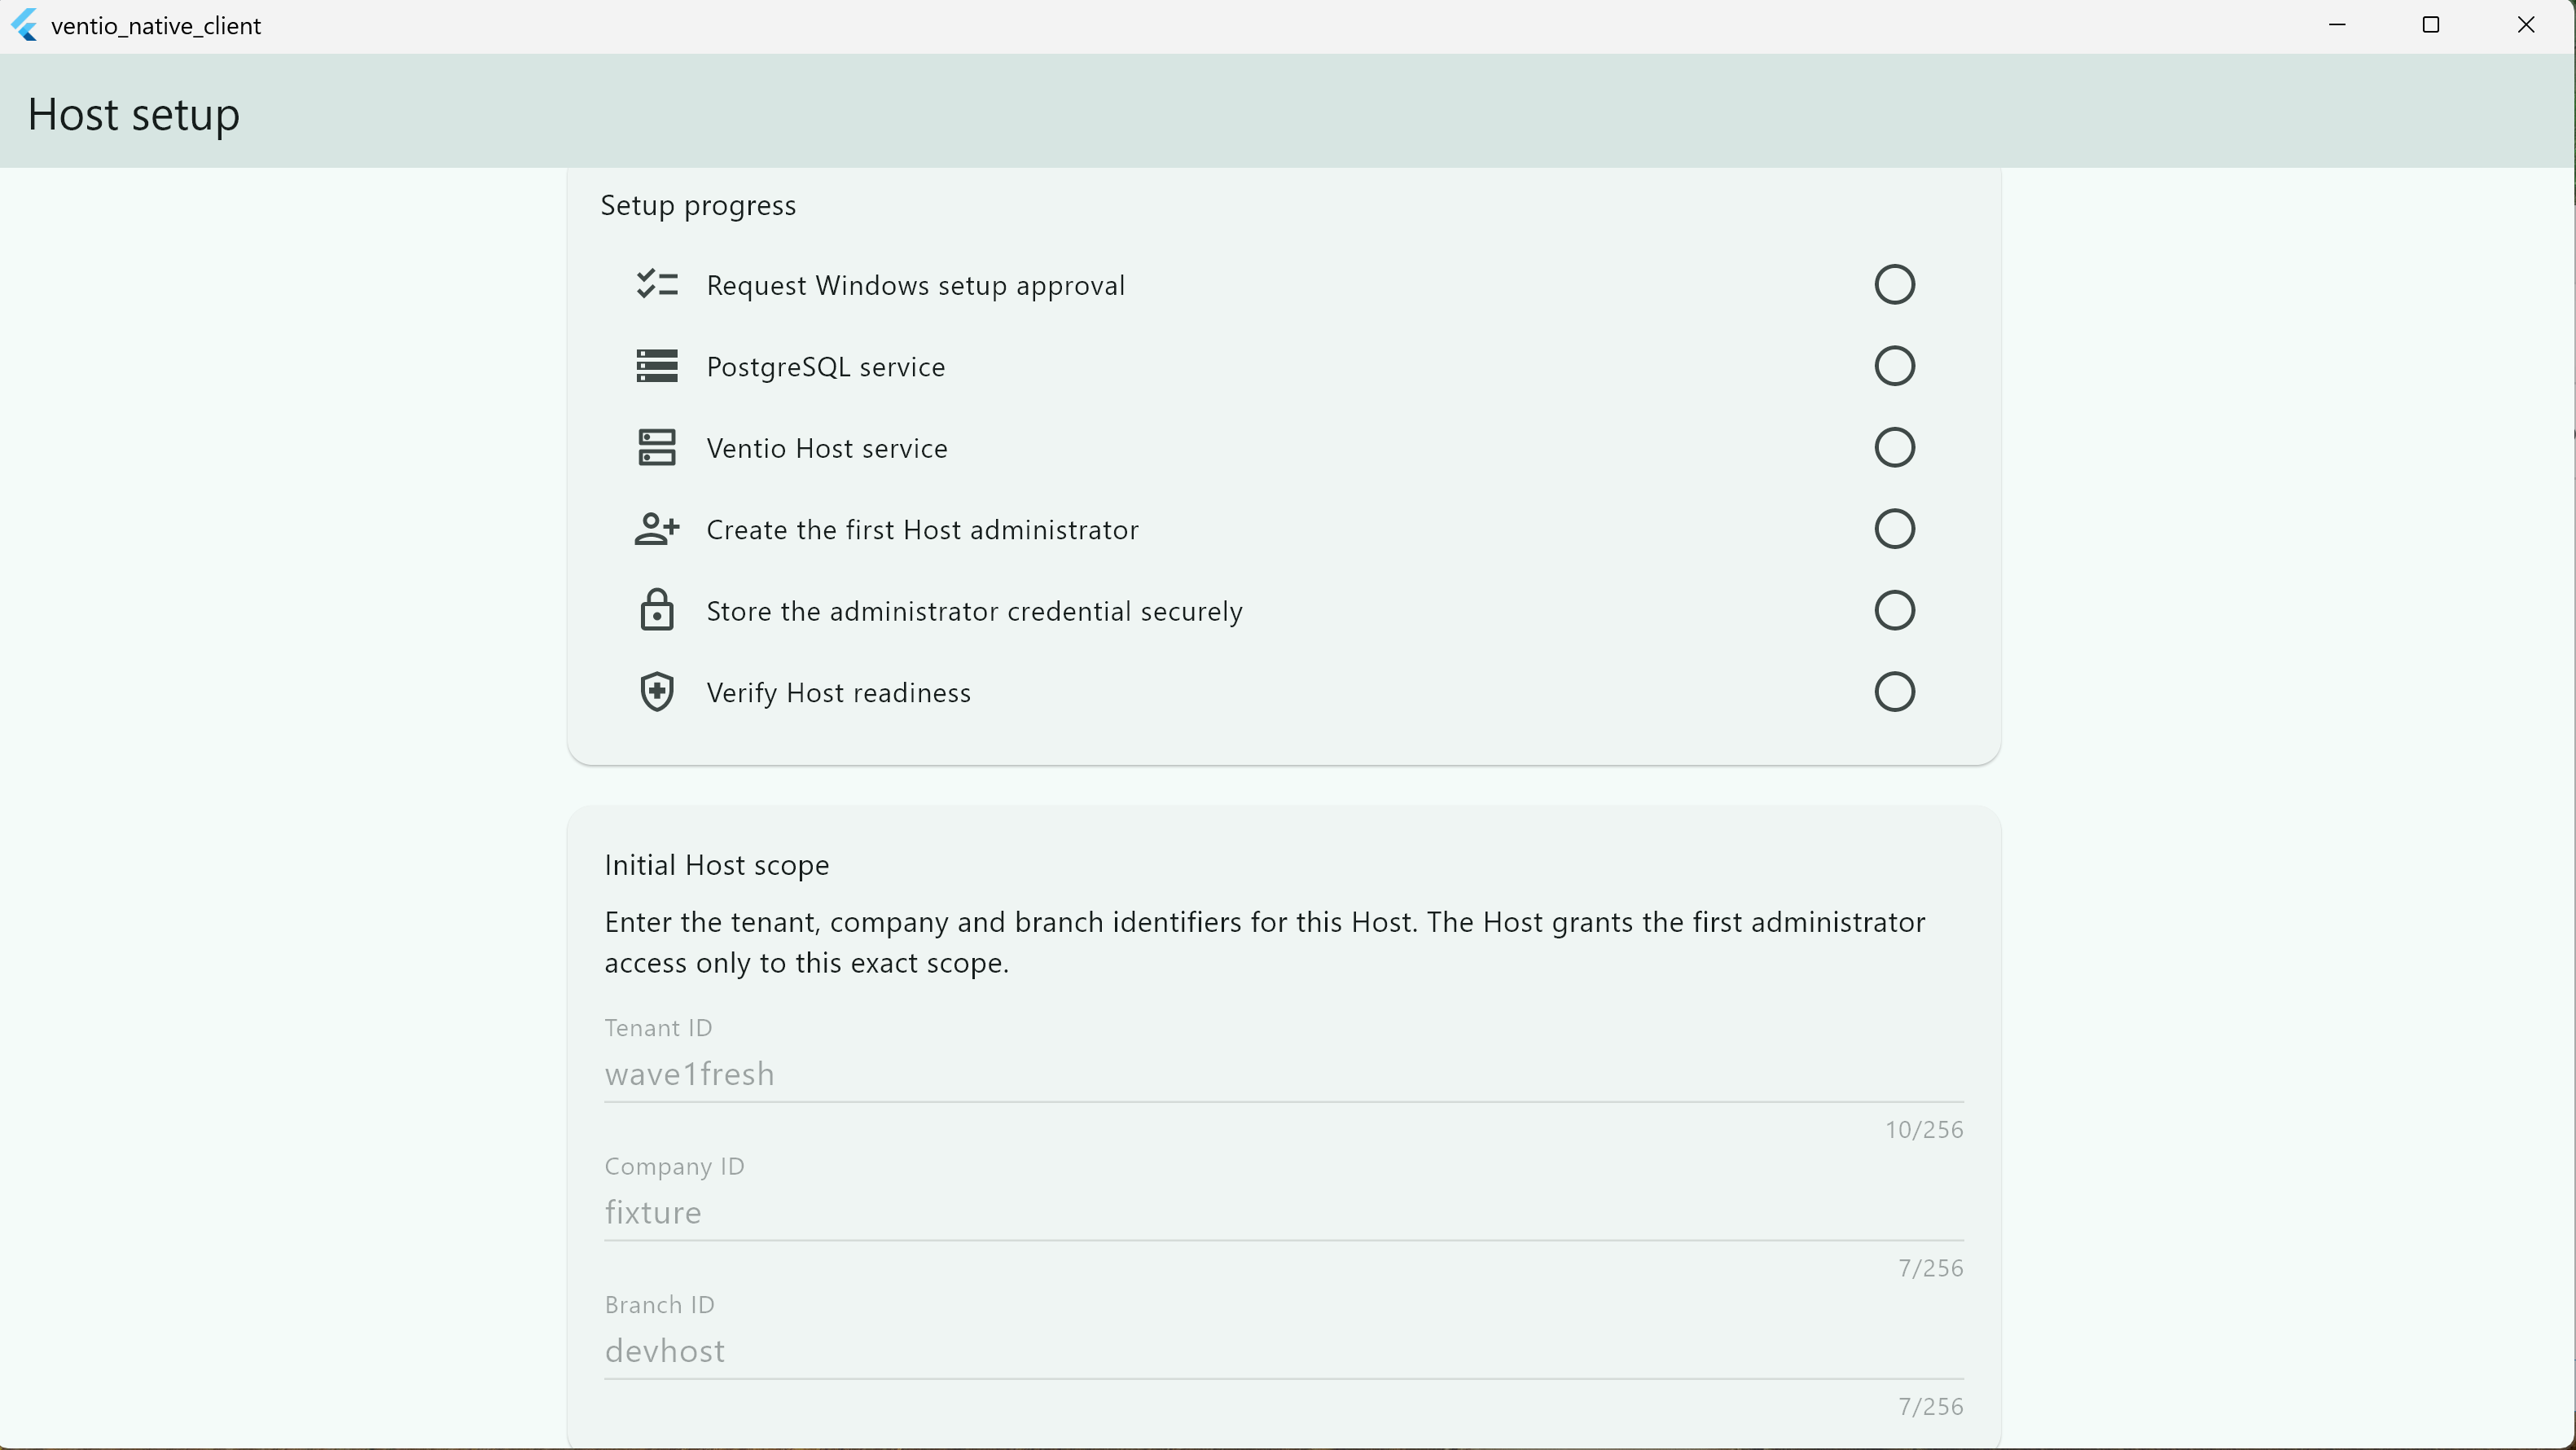 ventio_native_client
Host setup
Setup progress
Request Windows setup approval
PostgreSQL service
Ventio Host service
Create the first Host administrator
Store the administrator credential securely
Verify Host readiness
Initial Host scope
Enter the tenant, company and branch identifiers for this Host. The Host grants the first administrator
access only to this exact scope.
Tenant ID
wave1fresh
10/256
Company ID
fixture
7/256
Branch ID
devhost
7/256